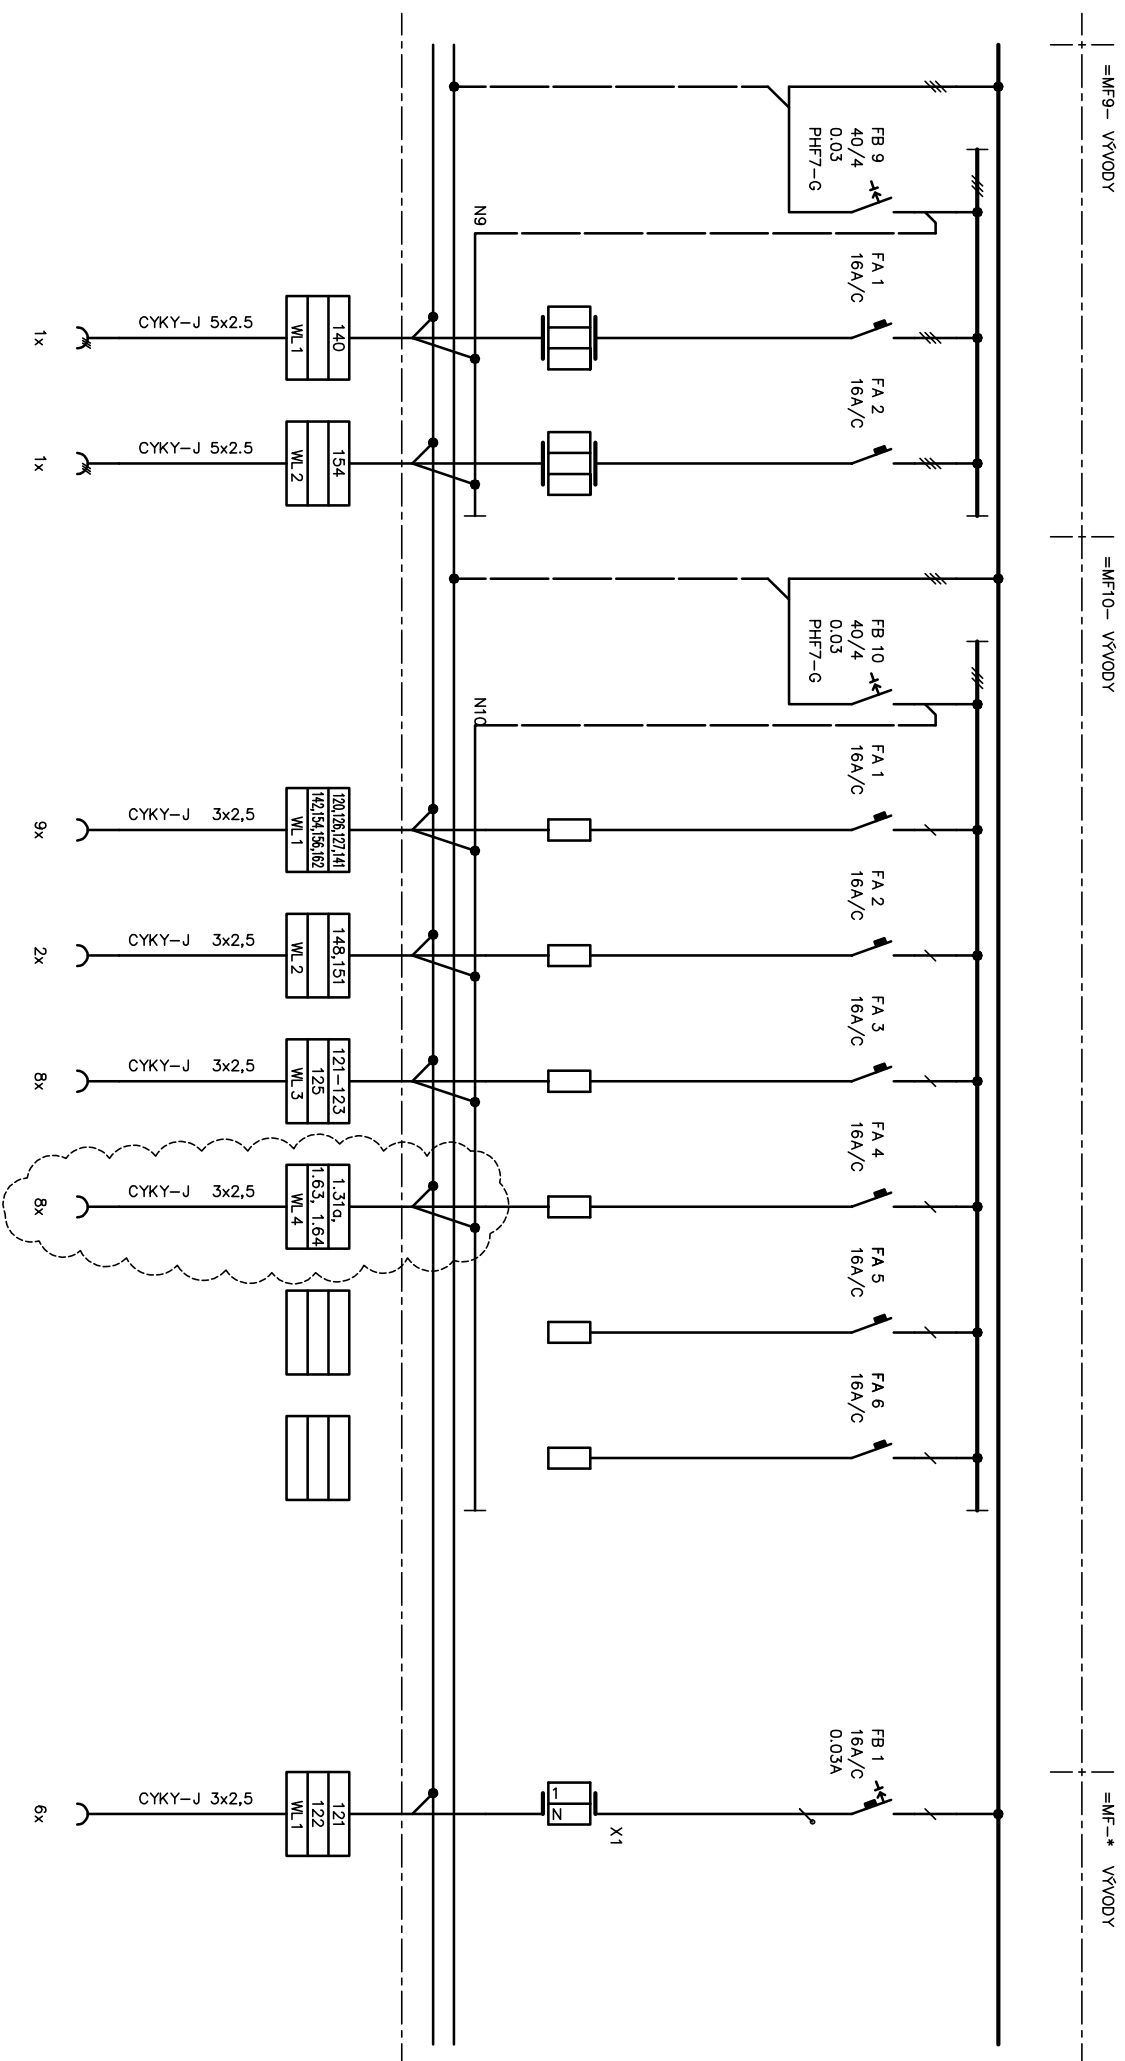 =MF9– VÝVODY
FB 9
40/4
0.03
PHF7–G
N9
FA 1
16A/C
140
WL 1
CYKY–J 5x2.5
1x
FA 2
16A/C
154
WL 2
CYKY–J 5x2.5
1x
=MF10– VÝVODY
FB 10
40/4
0.03
PHF7–G
N10
FA 1
16A/C
120,126,127,141
142,154,156,162
WL 1
CYKY–J 3x2,5
9x
FA 2
16A/C
148,151
WL 2
CYKY–J 3x2,5
2x
FA 3
16A/C
121–123
125
WL 3
CYKY–J 3x2,5
8x
FA 4
16A/C
1.31a,
1.63, 1.64
WL 4
CYKY–J 3x2,5
8x
FA 5
16A/C
FA 6
16A/C
=MF–* VÝVODY
FB 1
16A/C
0.03A
X1
1
N
121
122
WL 1
CYKY–J 3x2,5
6x